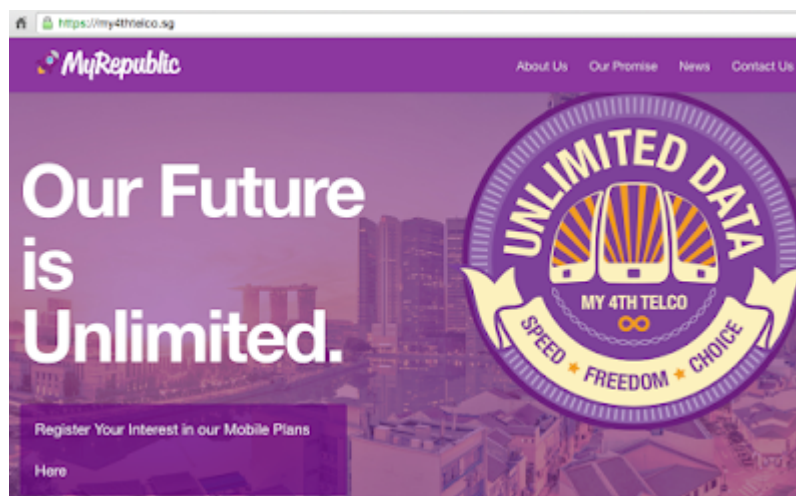 https://my4thtelco.sg
MyRepublic
About Us Our Promise News Contact Us
Our Future
is
Unlimited.
UNLIMITED DATA
MY 4TH TELCO
SPEED ★ FREEDOM ★ CHOICE
Register Your Interest in our Mobile Plans
Here